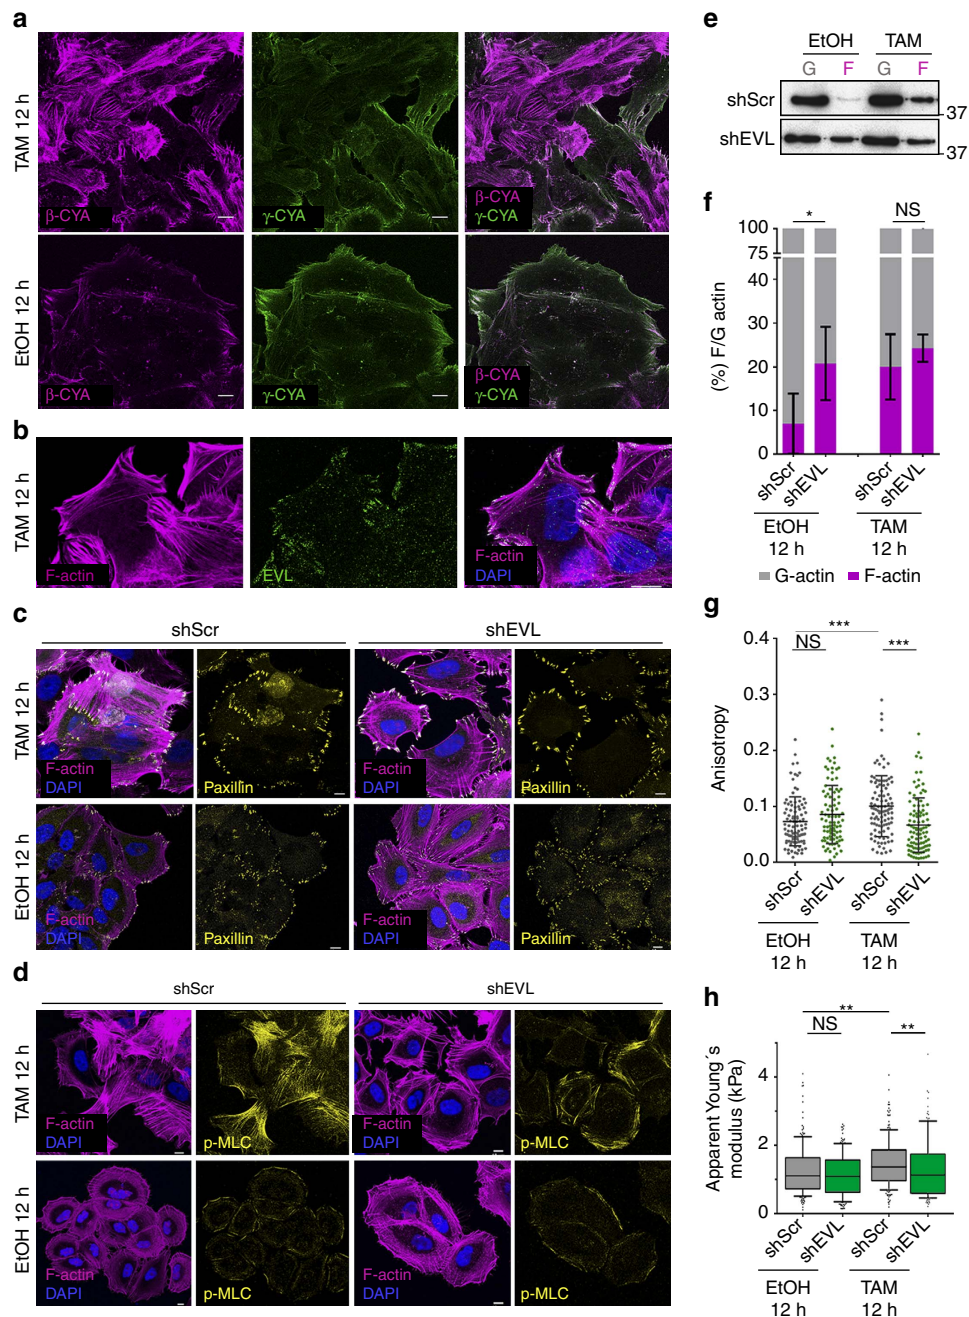 a
TAM 12 h
β-CYA
γ-CYA
β-CYA
γ-CYA
EtOH 12 h
β-CYA
γ-CYA
β-CYA
γ-CYA
b
TAM 12 h
F-actin
EVL
F-actin
DAPI
c
shScr
shEVL
TAM 12 h
F-actin
DAPI
Paxillin
F-actin
DAPI
Paxillin
EtOH 12 h
F-actin
DAPI
Paxillin
F-actin
DAPI
Paxillin
d
shScr
shEVL
TAM 12 h
F-actin
DAPI
p-MLC
F-actin
DAPI
p-MLC
EtOH 12 h
F-actin
DAPI
p-MLC
F-actin
DAPI
p-MLC
e
EtOH TAM
G F G F
shScr
37
shEVL
37
f
* NS
100
75
40
30
20
10
0
(%) F/G actin
shScr shEVL shScr shEVL
EtOH 12 h
TAM 12 h
G-actin F-actin
g
***
NS ***
0.4
0.3
0.2
0.1
0.0
Anisotropy
shScr shEVL shScr shEVL
EtOH 12 h
TAM 12 h
h
**
NS **
4
2
0
Apparent Young´s
modulus (kPa)
shScr shEVL shScr shEVL
EtOH 12 h
TAM 12 h